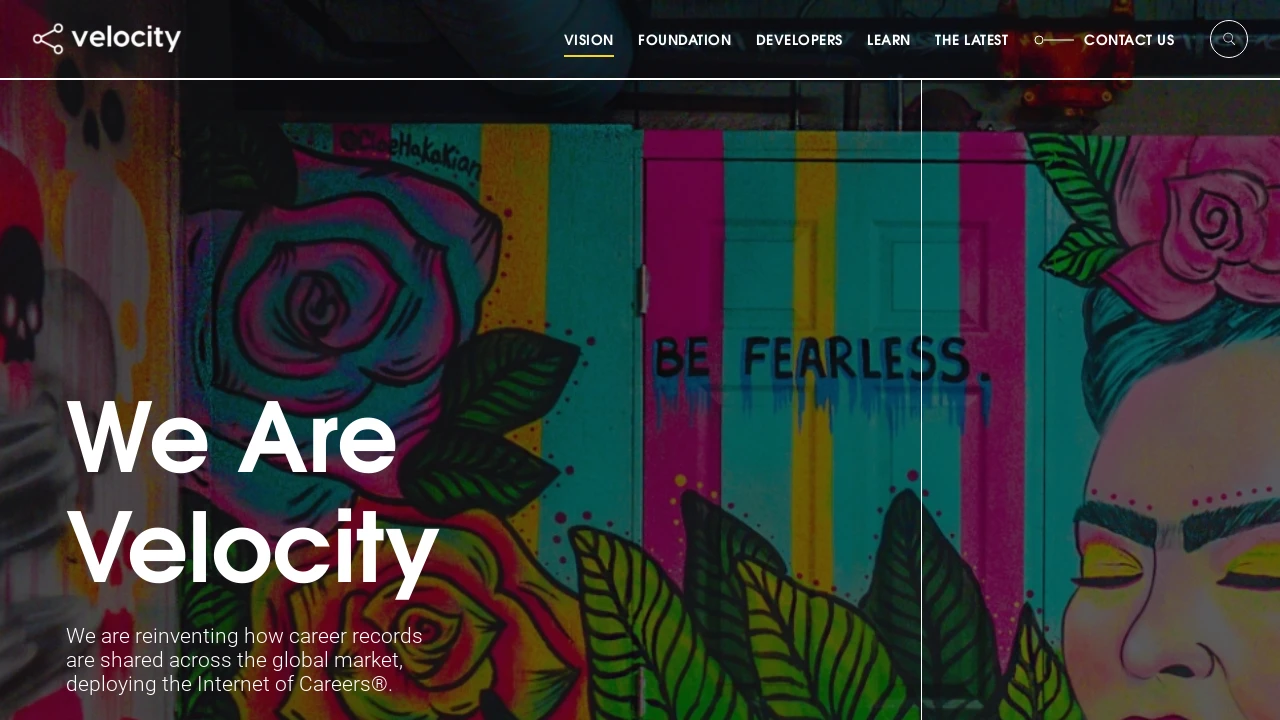 velocity
VISION FOUNDATION DEVELOPERS LEARN THE LATEST CONTACT US
@CloeHakakian
BE FEARLESS.
We Are
Velocity
We are reinventing how career records
are shared across the global market,
deploying the Internet of Careers®.